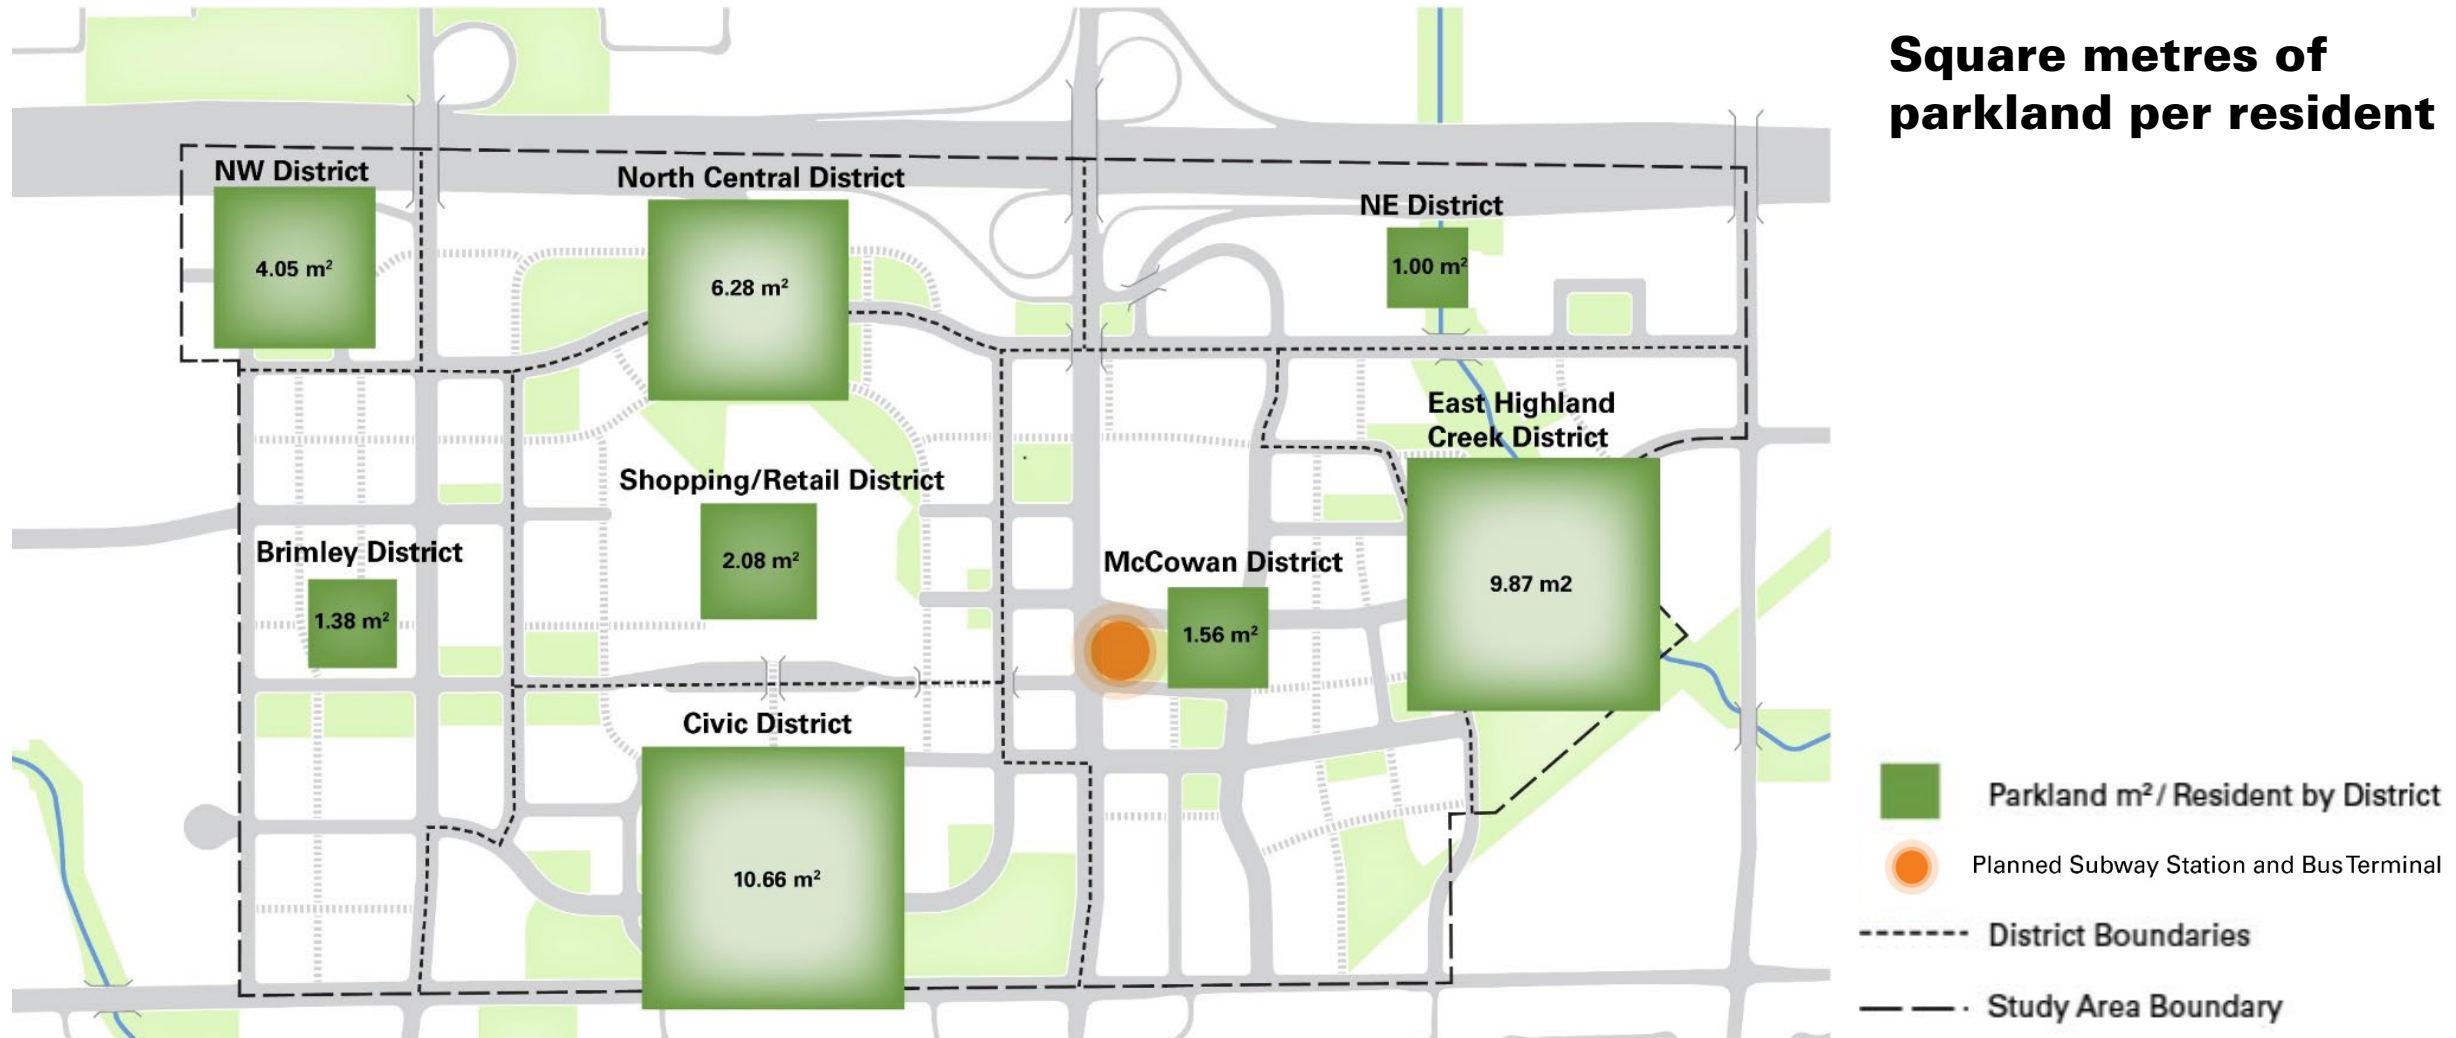 Square metres of
parkland per resident
NW District
4.05 m²
North Central District
6.28 m²
NE District
1.00 m²
East Highland
Creek District
9.87 m2
Shopping/Retail District
2.08 m²
Brimley District
1.38 m²
McCowan District
1.56 m²
Civic District
10.66 m²
Parkland m² / Resident by District
Planned Subway Station and Bus Terminal
District Boundaries
Study Area Boundary